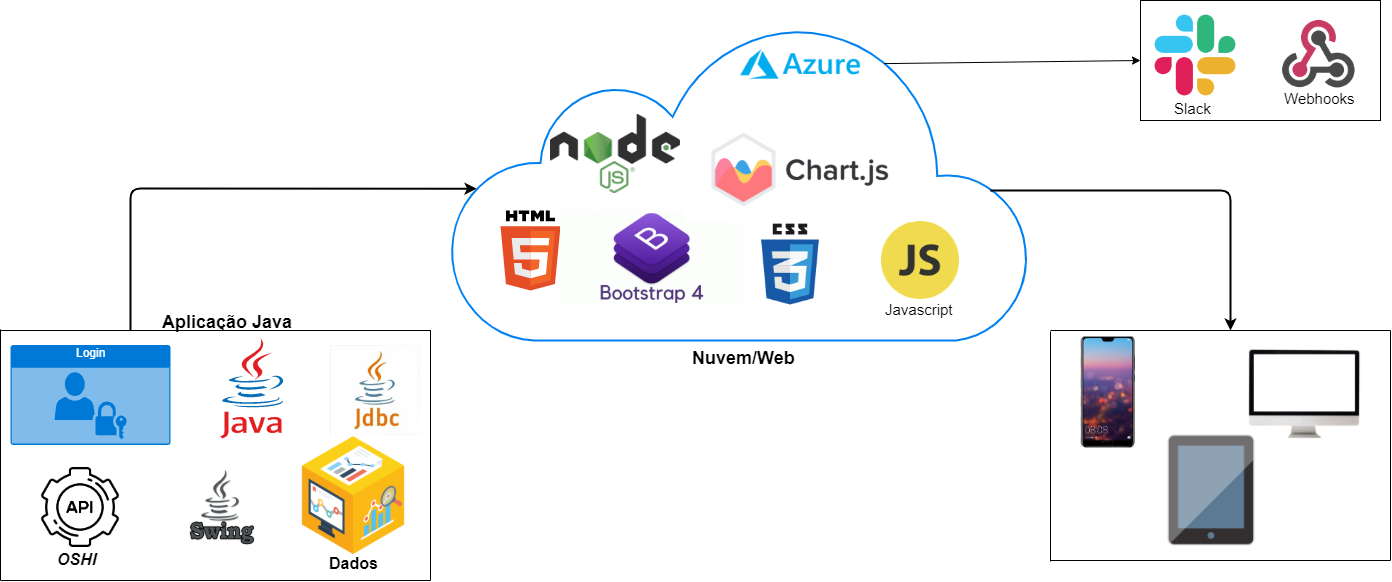 Azure
Slack
Webhooks
node
JS
Chart.js
HTML
5
B
Bootstrap 4
CSS
3
JS
Javascript
Nuvem/Web
Aplicação Java
Login
Java
Jdbc
API
OSHI
Swing
Dados
08:08